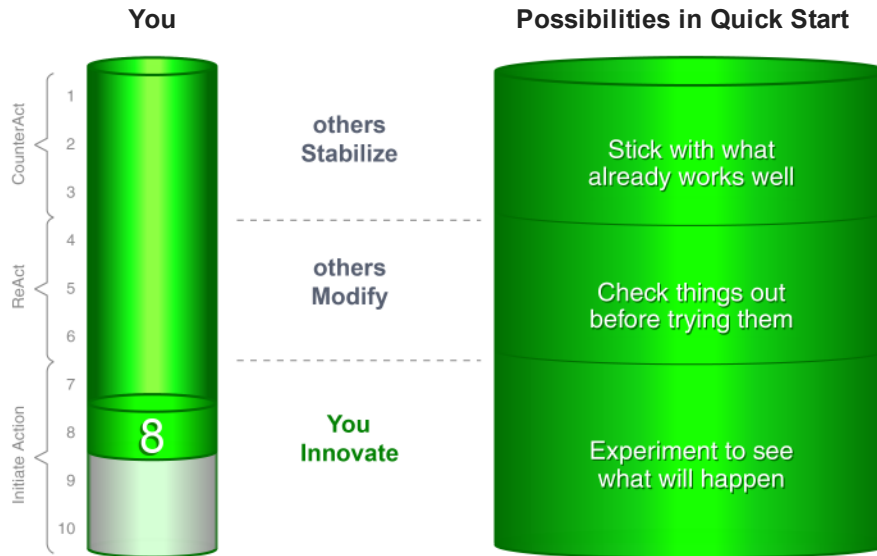 You
Possibilities in Quick Start
CounterAct
1
2
3
others
Stabilize
Stick with what
already works well
ReAct
4
5
6
others
Modify
Check things out
before trying them
Initiate Action
7
8
8
9
10
You
Innovate
Experiment to see
what will happen